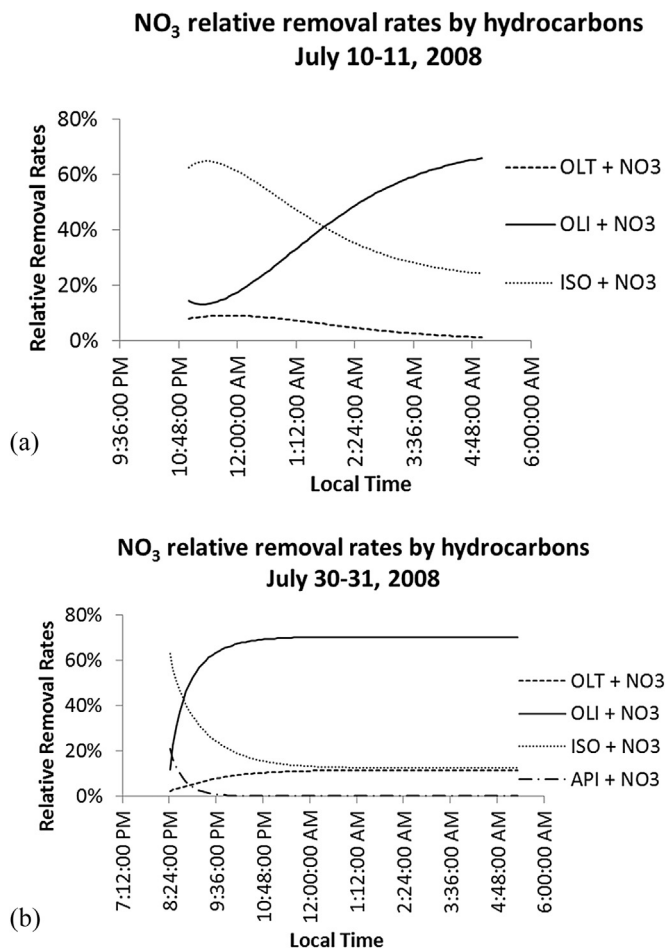 NO3 relative removal rates by hydrocarbons
July 10-11, 2008
Relative Removal Rates
80%
60%
40%
20%
0%
OLT + NO3
OLI + NO3
ISO + NO3
9:36:00 PM
10:48:00 PM
12:00:00 AM
1:12:00 AM
2:24:00 AM
3:36:00 AM
4:48:00 AM
6:00:00 AM
Local Time
(a)
NO3 relative removal rates by hydrocarbons
July 30-31, 2008
Relative Removal Rates
80%
60%
40%
20%
0%
OLT + NO3
OLI + NO3
ISO + NO3
API + NO3
7:12:00 PM
8:24:00 PM
9:36:00 PM
10:48:00 PM
12:00:00 AM
1:12:00 AM
2:24:00 AM
3:36:00 AM
4:48:00 AM
6:00:00 AM
Local Time
(b)